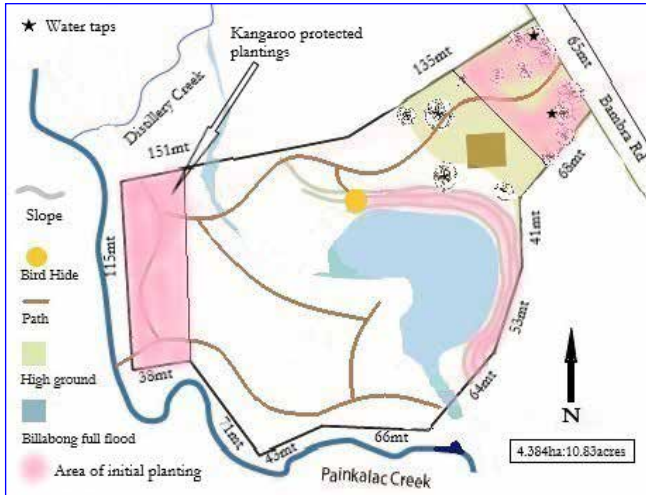 Water taps
Kangaroo protected
plantings
Distillery Creek
135mt
65mt
Bambra Rd
151mt
68mt
Slope
41mt
115mt
Bird Hide
Path
53mt
High ground
38mt
64mt
N
71mt
Billabong full flood
43mt
66mt
4.384ha:10.83acres
Area of initial planting
Painkalac Creek